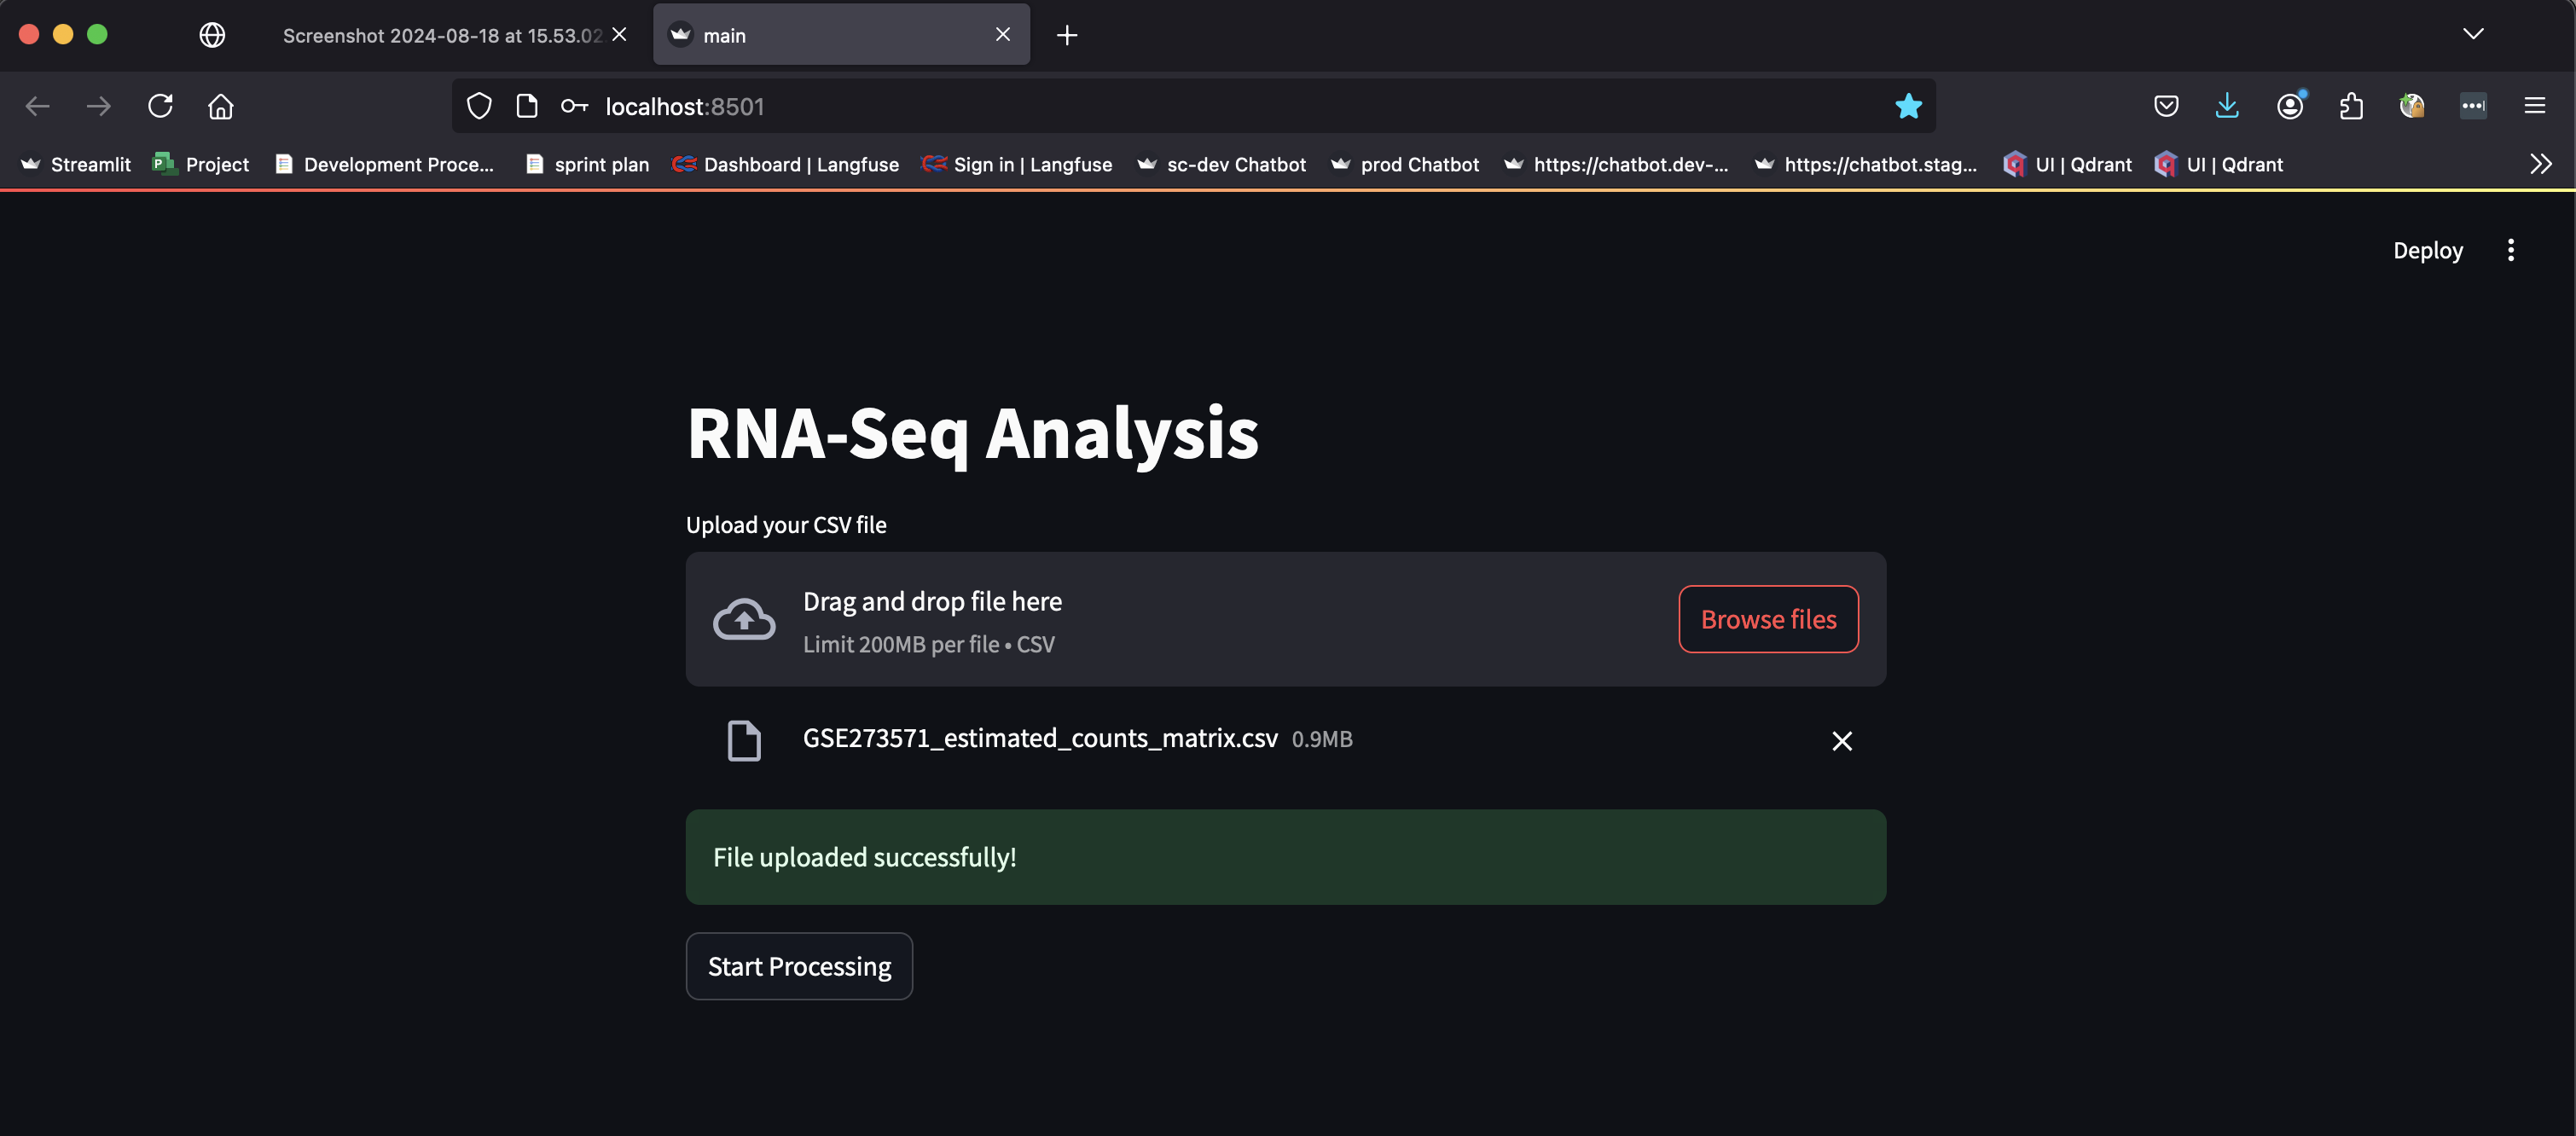 Screenshot 2024-08-18 at 15.53.02
main
localhost:8501
Streamlit Project Development Proce... sprint plan Dashboard | Langfuse Sign in | Langfuse sc-dev Chatbot prod Chatbot https://chatbot.dev-... https://chatbot.stag... UI | Qdrant UI | Qdrant
Deploy
RNA-Seq Analysis
Upload your CSV file
Drag and drop file here
Limit 200MB per file • CSV
Browse files
GSE273571_estimated_counts_matrix.csv 0.9MB
File uploaded successfully!
Start Processing